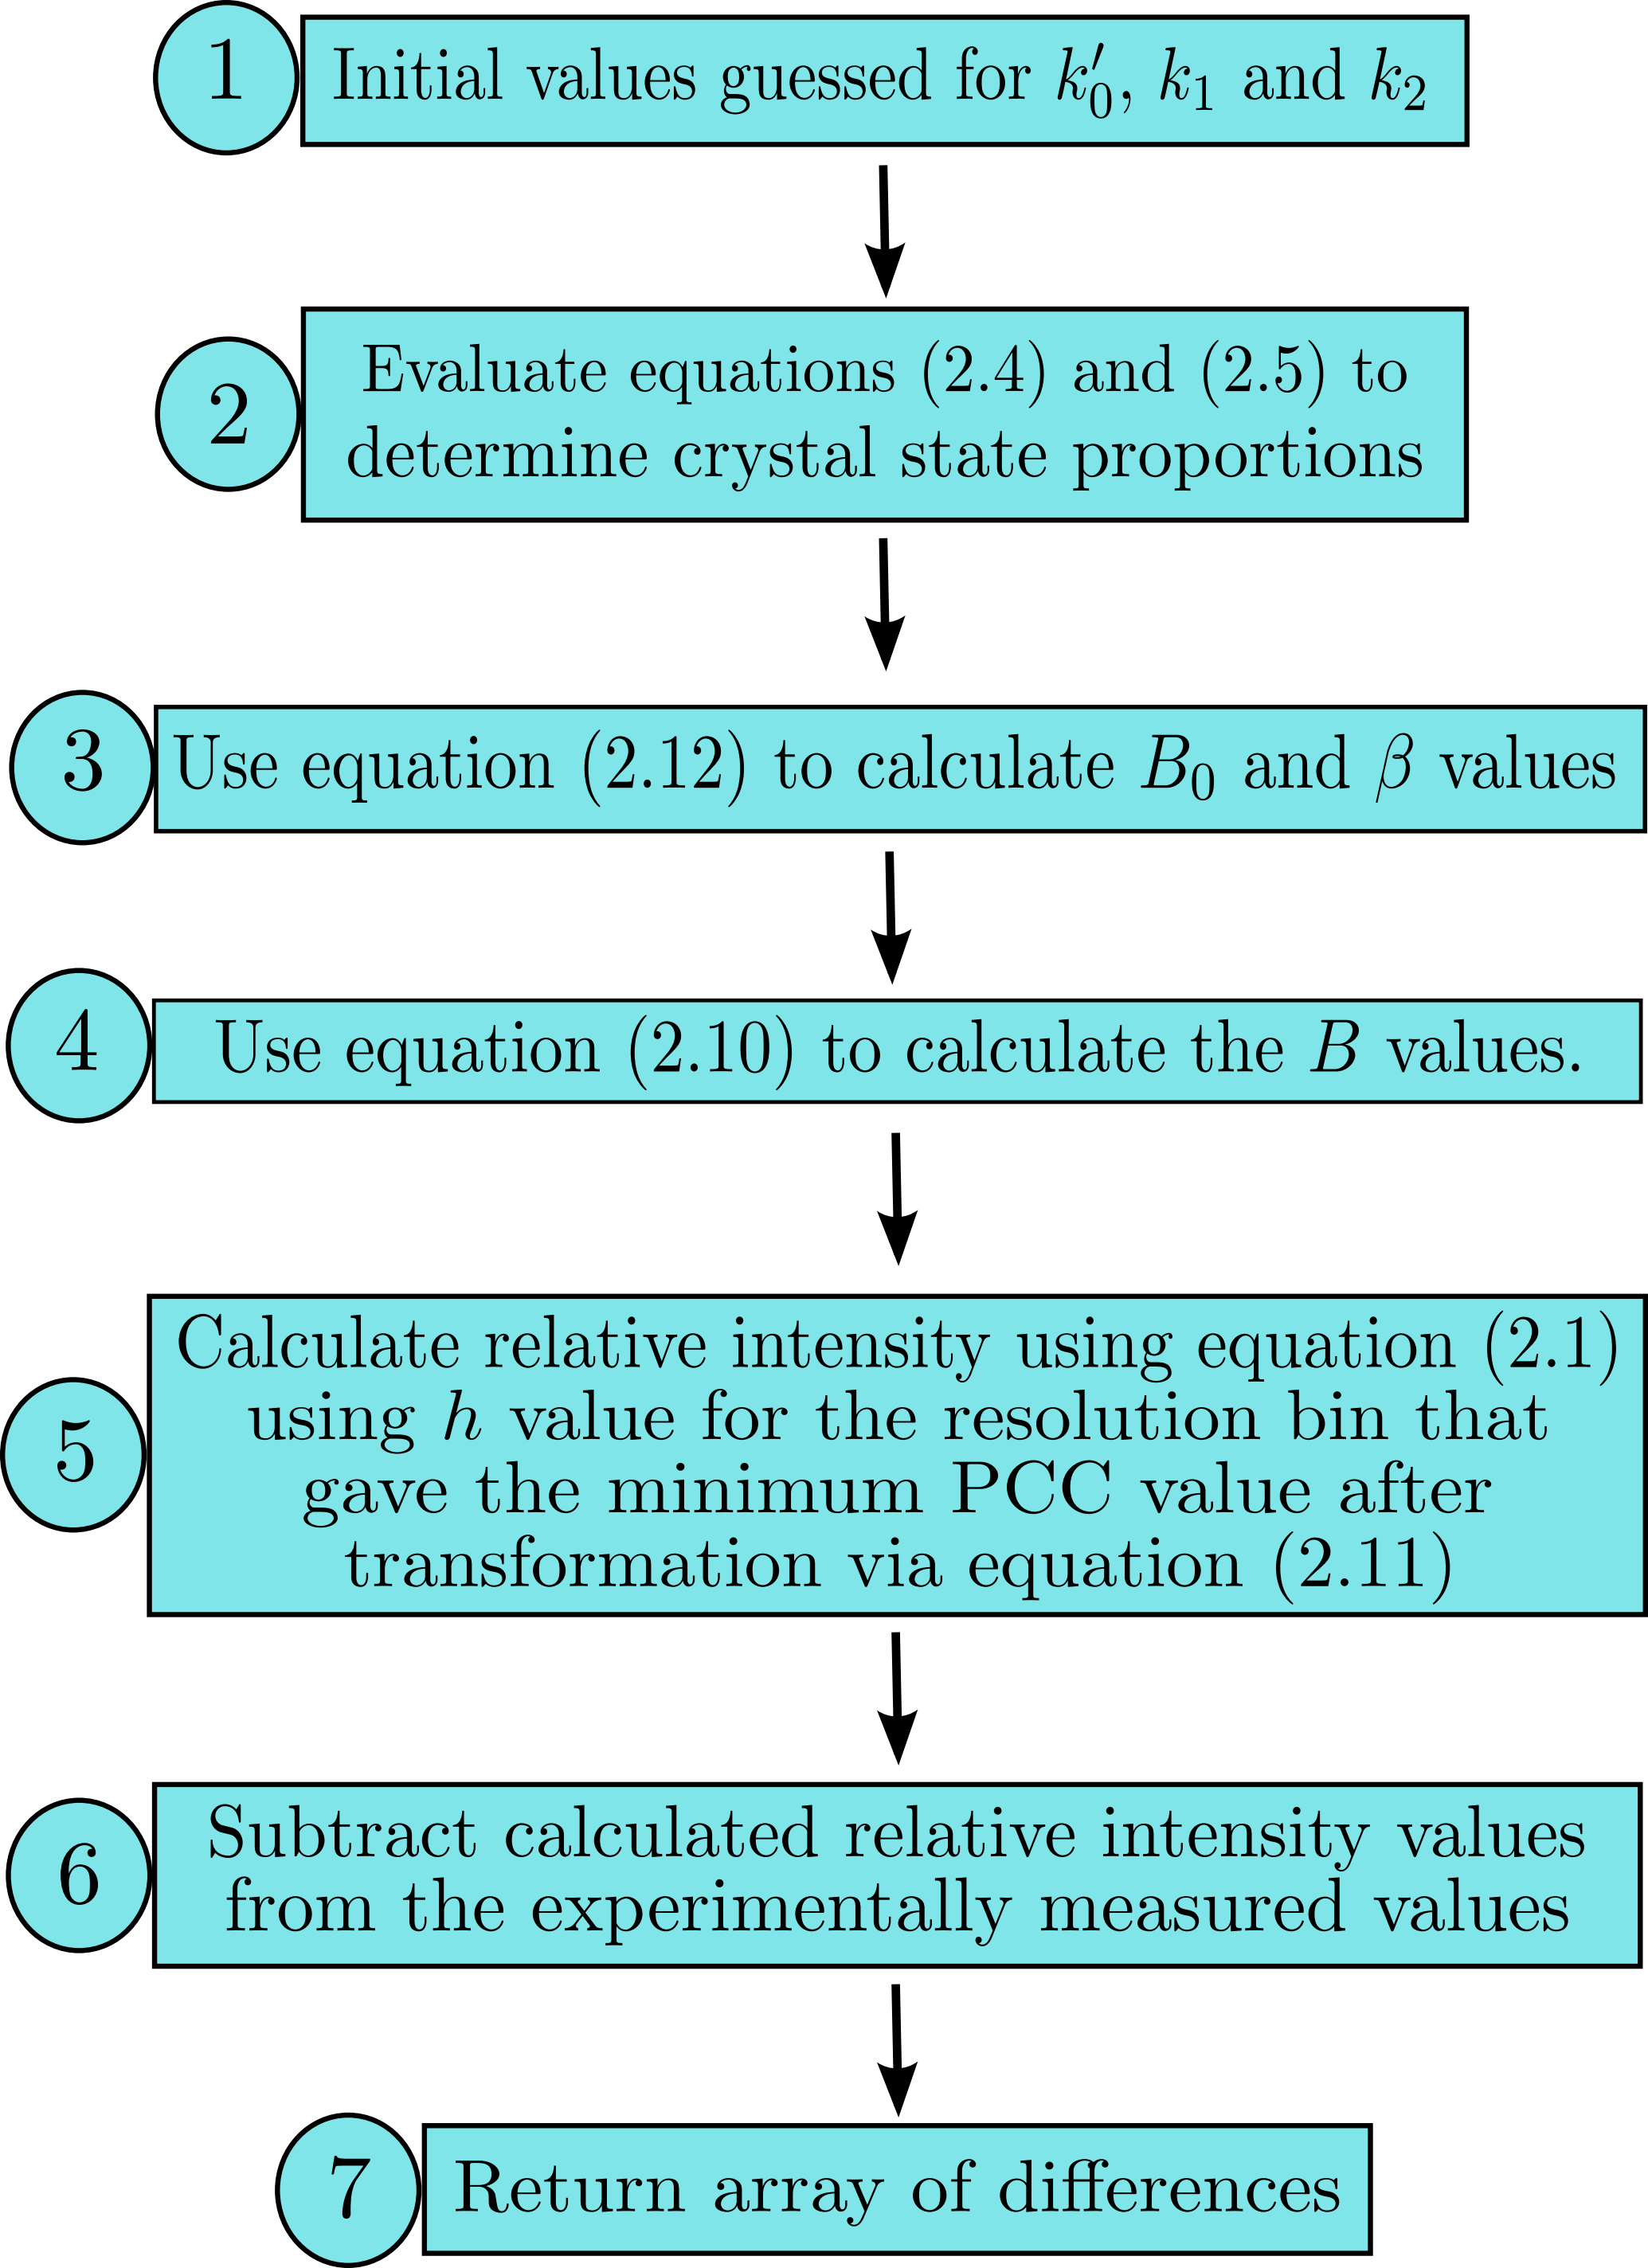 1 Initial values guessed for k′₀, k₁ and k₂
2 Evaluate equations (2.4) and (2.5) to
determine crystal state proportions
3 Use equation (2.12) to calculate B₀ and β values
4 Use equation (2.10) to calculate the B values.
Calculate relative intensity using equation (2.1)
using h value for the resolution bin that
5 gave the minimum PCC value after
transformation via equation (2.11)
6 Subtract calculated relative intensity values
from the experimentally measured values
7 Return array of differences